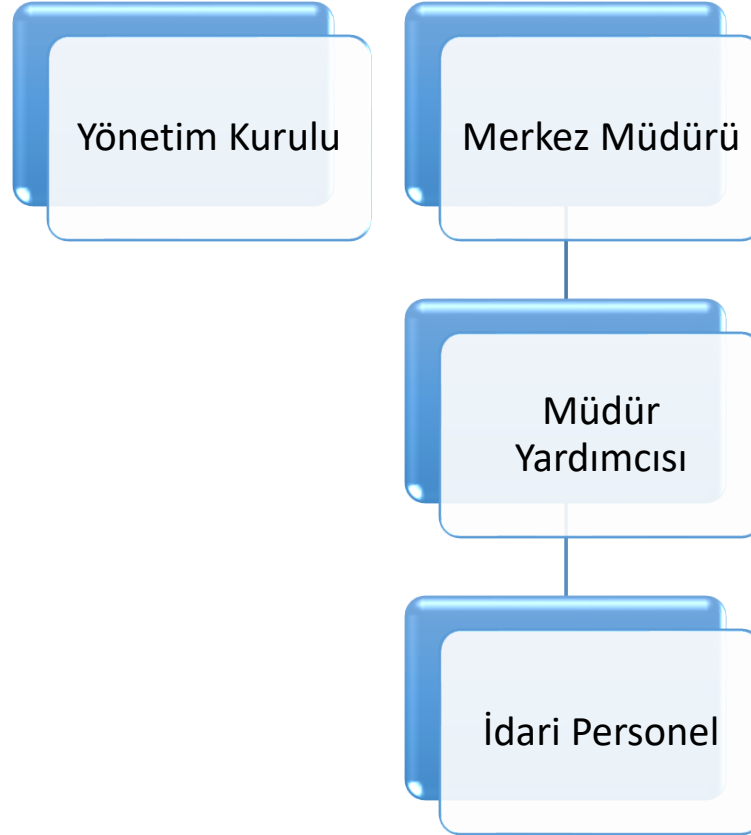 Yönetim Kurulu
Merkez Müdürü
Müdür
Yardımcısı
İdari Personel